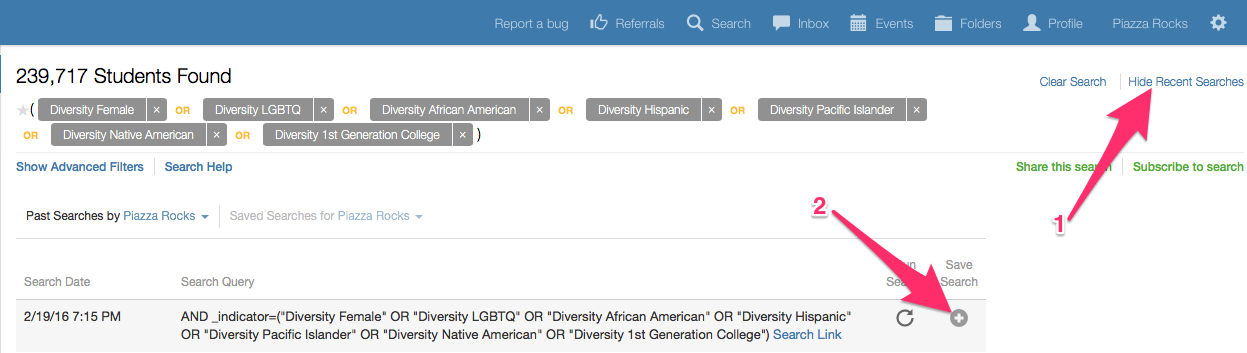 Report a bug Referrals Search Inbox Events Folders Profile Piazza Rocks
239,717 Students Found
Clear Search Hide Recent Searches
( Diversity Female × OR Diversity LGBTQ × OR Diversity African American × OR Diversity Hispanic × OR Diversity Pacific Islander ×
OR Diversity Native American × OR Diversity 1st Generation College × )
Show Advanced Filters Search Help Share this search Subscribe to search
1
2
Past Searches by Piazza Rocks Saved Searches for Piazza Rocks
Save
Search Date Search Query Search
2/19/16 7:15 PM AND _indicator=("Diversity Female" OR "Diversity LGBTQ" OR "Diversity African American" OR "Diversity Hispanic"
OR "Diversity Pacific Islander" OR "Diversity Native American" OR "Diversity 1st Generation College") Search Link